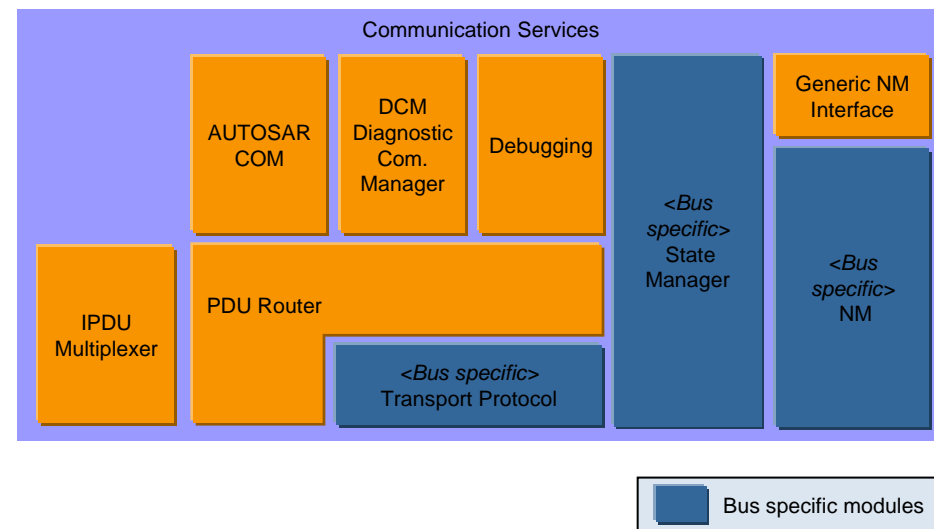 Communication Services
AUTOSAR
COM
DCM
Diagnostic
Com.
Manager
Debugging
<Bus
specific>
State
Manager
Generic NM
Interface
<Bus
specific>
NM
IPDU
Multiplexer
PDU Router
<Bus specific>
Transport Protocol
Bus specific modules